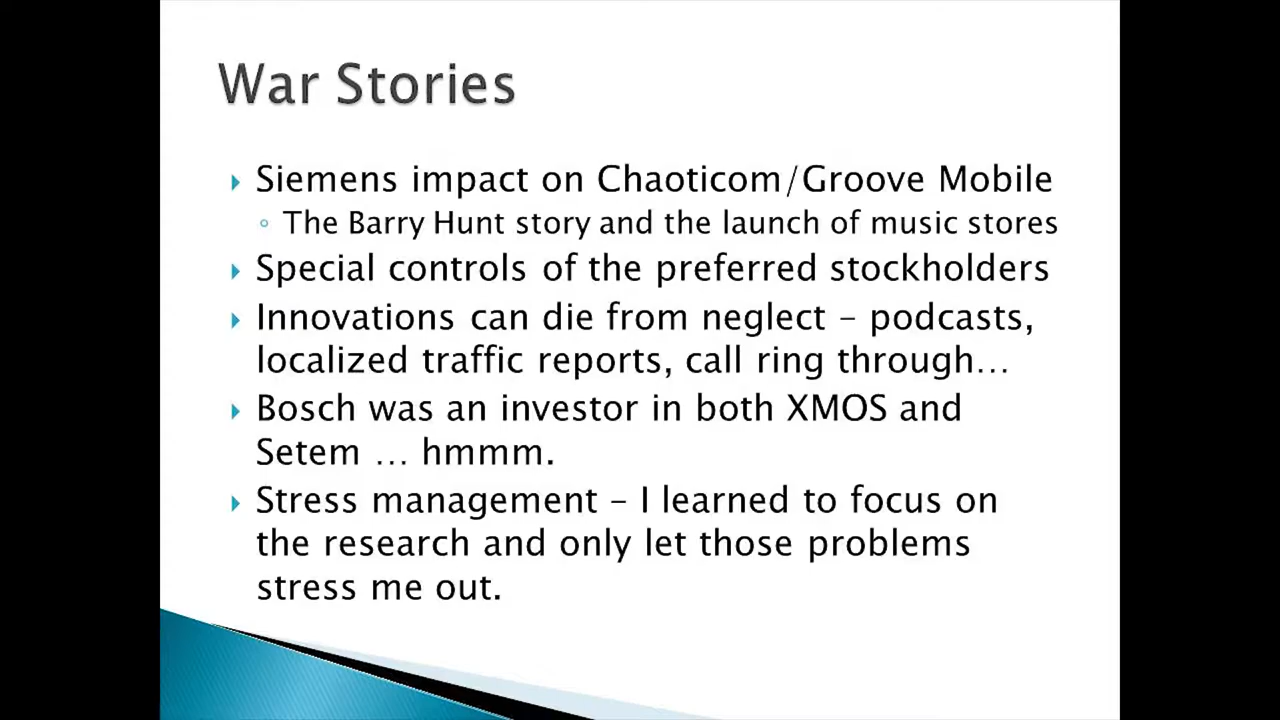 War Stories
Siemens impact on Chaoticom/Groove Mobile
The Barry Hunt story and the launch of music stores
Special controls of the preferred stockholders
Innovations can die from neglect – podcasts,
localized traffic reports, call ring through…
Bosch was an investor in both XMOS and
Setem … hmmm.
Stress management – I learned to focus on
the research and only let those problems
stress me out.